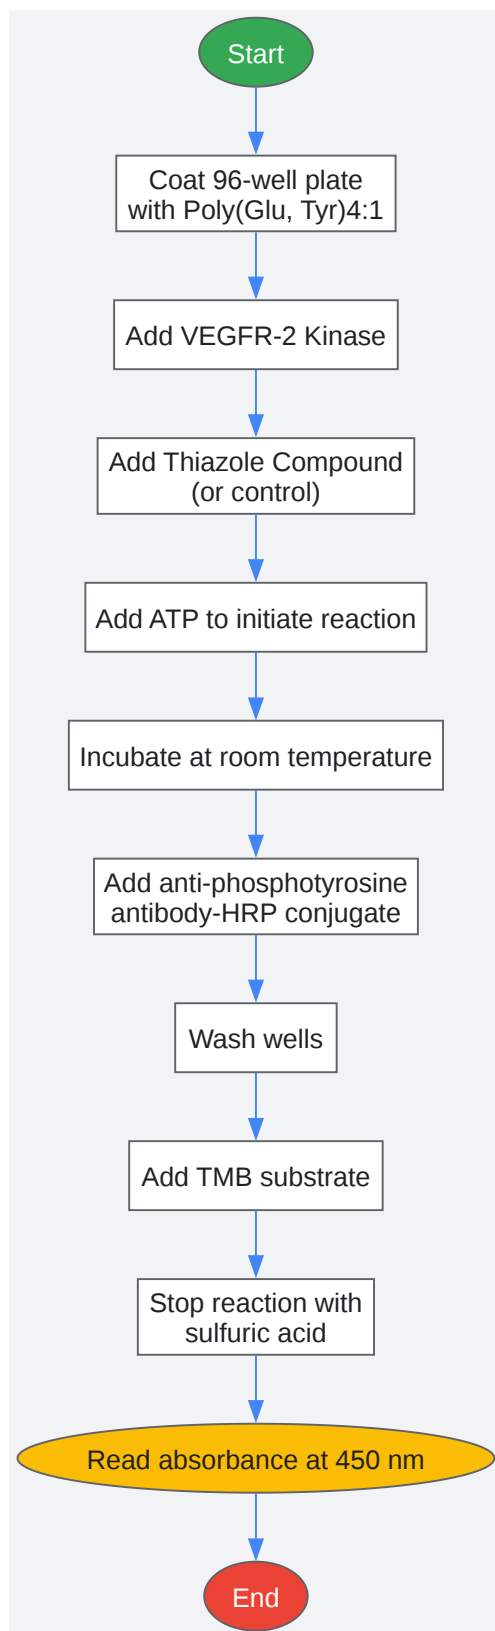 Start
Coat 96-well plate
with Poly(Glu, Tyr)4:1
Add VEGFR-2 Kinase
Add Thiazole Compound
(or control)
Add ATP to initiate reaction
Incubate at room temperature
Add anti-phosphotyrosine
antibody-HRP conjugate
Wash wells
Add TMB substrate
Stop reaction with
sulfuric acid
Read absorbance at 450 nm
End